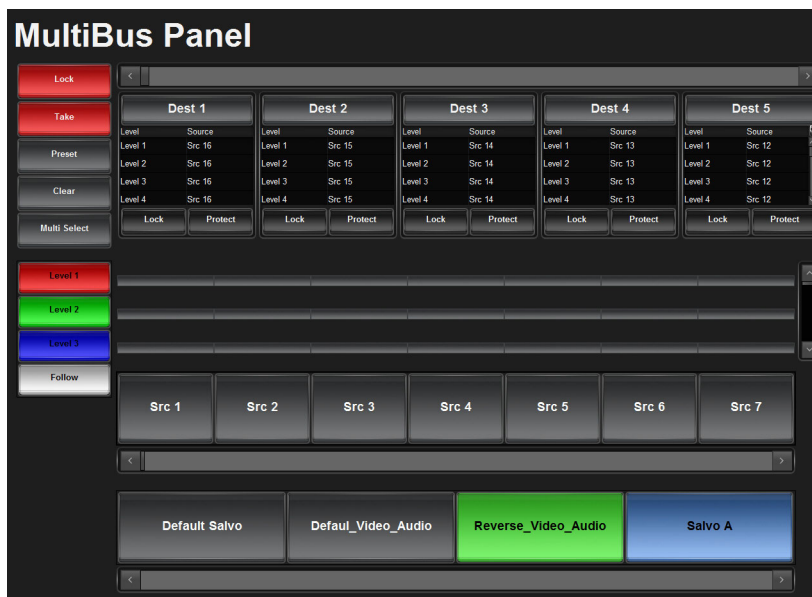 MultiBus Panel
Lock
Take
Preset
Clear
Multi Select
Dest 1 Dest 2 Dest 3 Dest 4 Dest 5
Level Source Level Source Level Source Level Source Level Source
Level 1 Src 16 Level 1 Src 15 Level 1 Src 14 Level 1 Src 13 Level 1 Src 12
Level 2 Src 16 Level 2 Src 15 Level 2 Src 14 Level 2 Src 13 Level 2 Src 12
Level 3 Src 16 Level 3 Src 15 Level 3 Src 14 Level 3 Src 13 Level 3 Src 12
Level 4 Src 16 Level 4 Src 15 Level 4 Src 14 Level 4 Src 13 Level 4 Src 12
Lock Protect Lock Protect Lock Protect Lock Protect Lock Protect
Level 1
Level 2
Level 3
Follow
Src 1 Src 2 Src 3 Src 4 Src 5 Src 6 Src 7
Default Salvo Defaul_Video_Audio Reverse_Video_Audio Salvo A